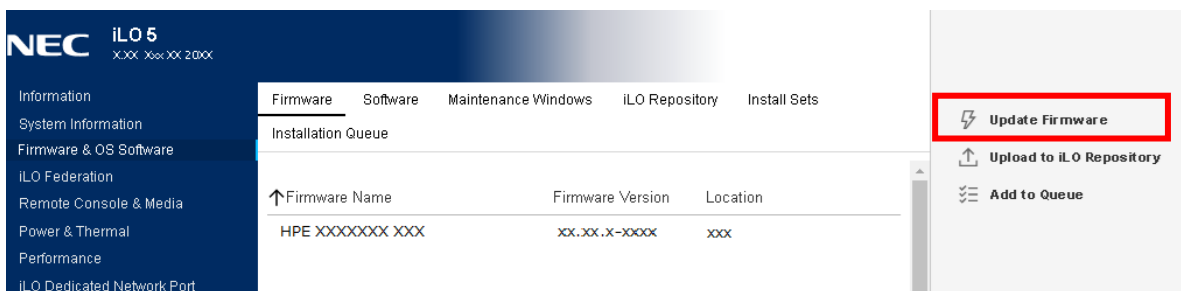 NEC iLO 5
X.XX Xxx XX 20XX
Information
System Information
Firmware & OS Software
iLO Federation
Remote Console & Media
Power & Thermal
Performance
iLO Dedicated Network Port
Firmware Software Maintenance Windows iLO Repository Install Sets
Installation Queue
↑Firmware Name Firmware Version Location
HPE XXXXXXX XXX xx.xx.x-xxxx xxx
Update Firmware
Upload to iLO Repository
Add to Queue